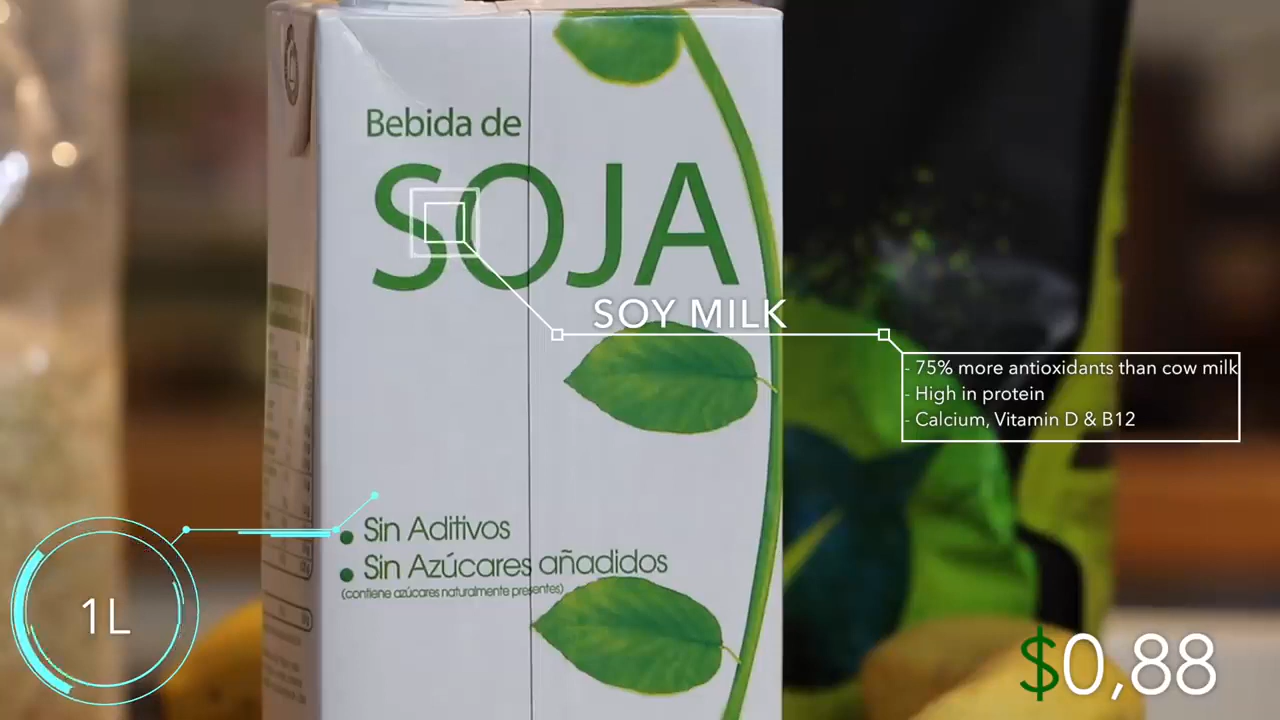 Bebida de
SOJA
SOY MILK
- 75% more antioxidants than cow milk
- High in protein
- Calcium, Vitamin D & B12
• Sin Aditivos
• Sin Azúcares añadidos
(contiene azúcares naturalmente presentes)
1L
$0,88